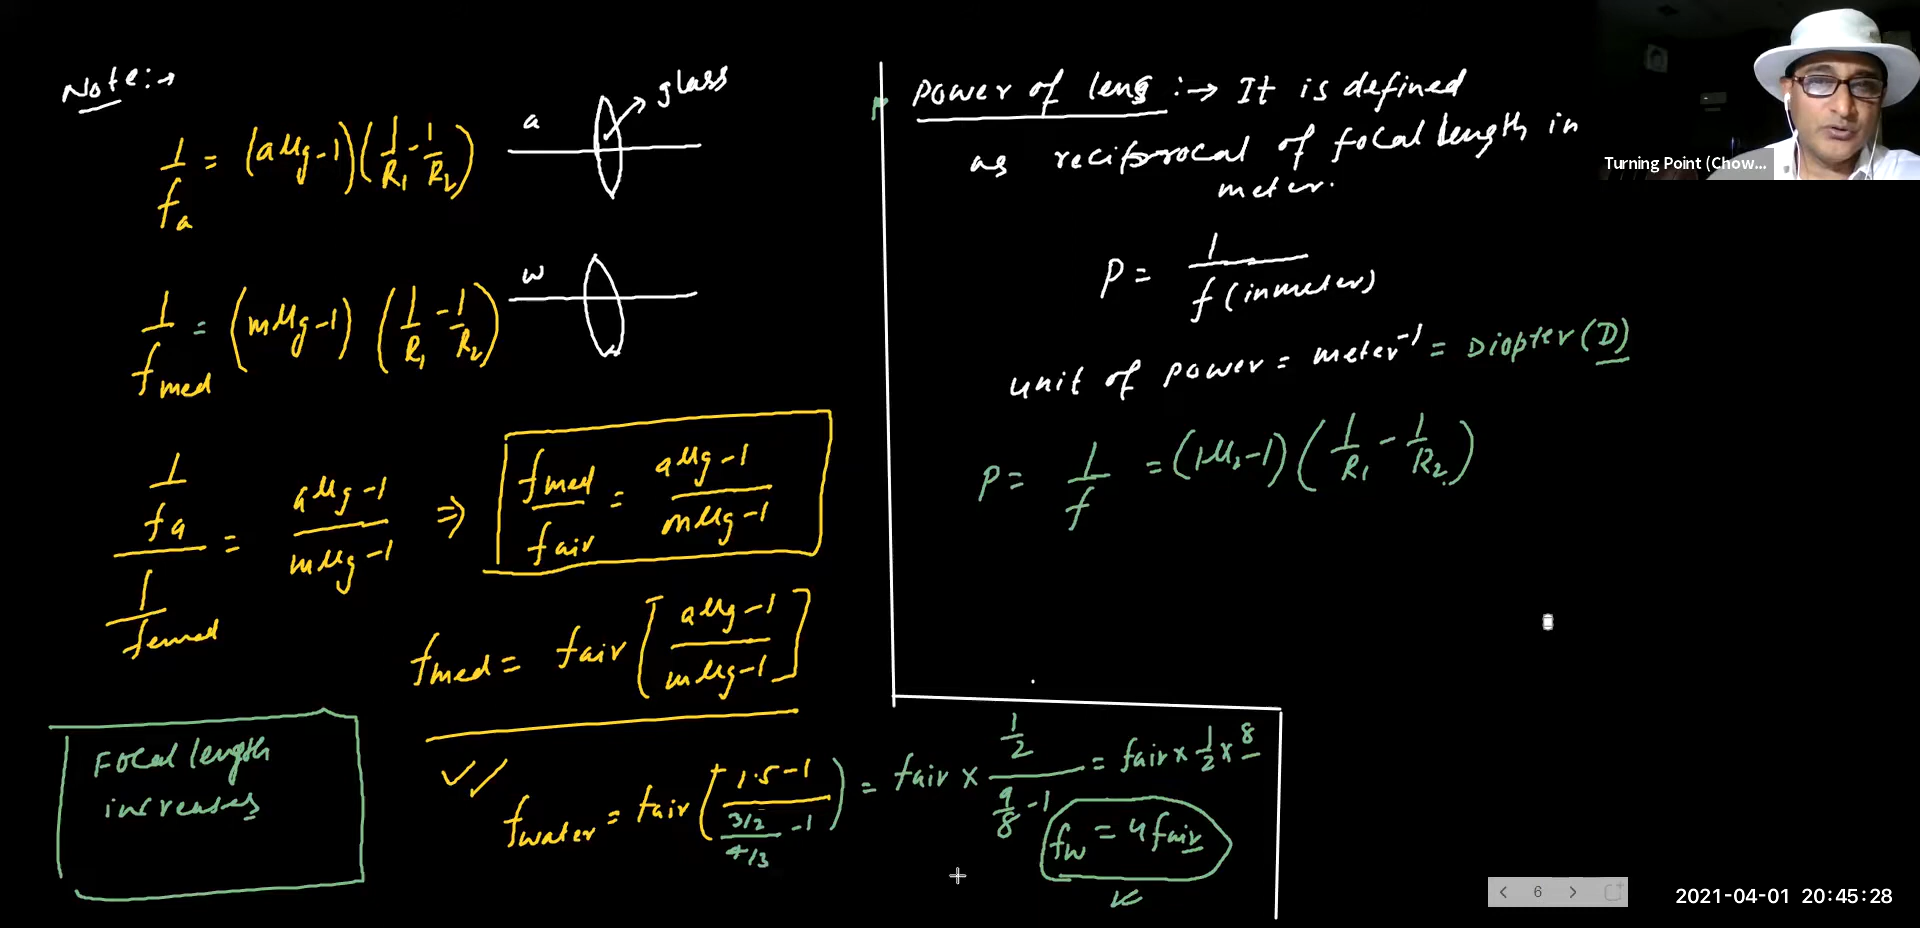 Note:→
1/fa = (aμg-1)(1/R1 - 1/R2)
a
glass
1/fmed = (mμg-1) (1/R1 - 1/R2)
w
(1/fa)/(1/fmed) = (aμg-1)/(mμg-1) ⇒ fmed/fair = (aμg-1)/(mμg-1)
fmed = fair [(aμg-1)/(mμg-1)]
Focal length
increases
✓✓
fwater = fair ((1.5-1)/((3/2)/(4/3) -1)) = fair × (1/2)/(9/8 -1) = fair × 1/2 × 8
fw = 4fair
Power of lens :→ It is defined
as reciprocal of focal length in
meter.
P = 1/f (in meter)
unit of power = meter⁻¹ = Diopter (D)
P = 1/f = (1μ2-1) (1/R1 - 1/R2)
Turning Point (Chow...
< 6 >
2021-04-01 20:45:28